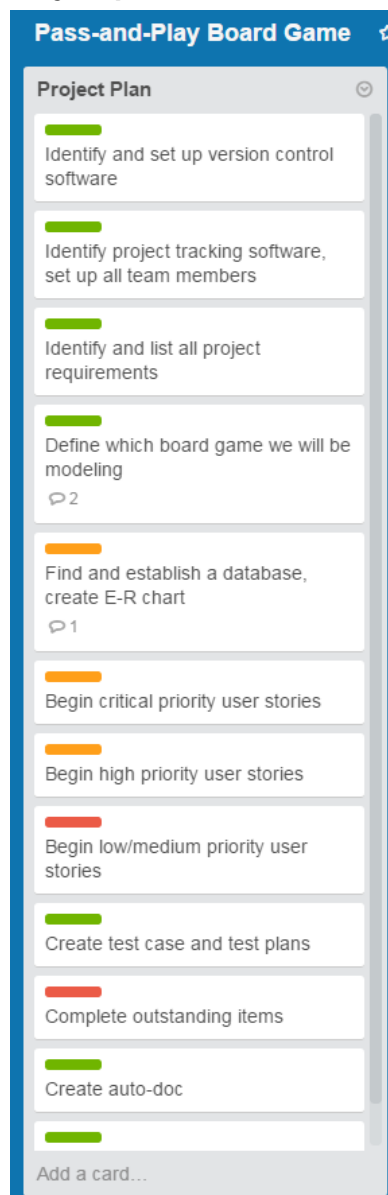 Pass-and-Play Board Game
Project Plan
Identify and set up version control
software
Identify project tracking software,
set up all team members
Identify and list all project
requirements
Define which board game we will be
modeling
2
Find and establish a database,
create E-R chart
1
Begin critical priority user stories
Begin high priority user stories
Begin low/medium priority user
stories
Create test case and test plans
Complete outstanding items
Create auto-doc
Add a card...